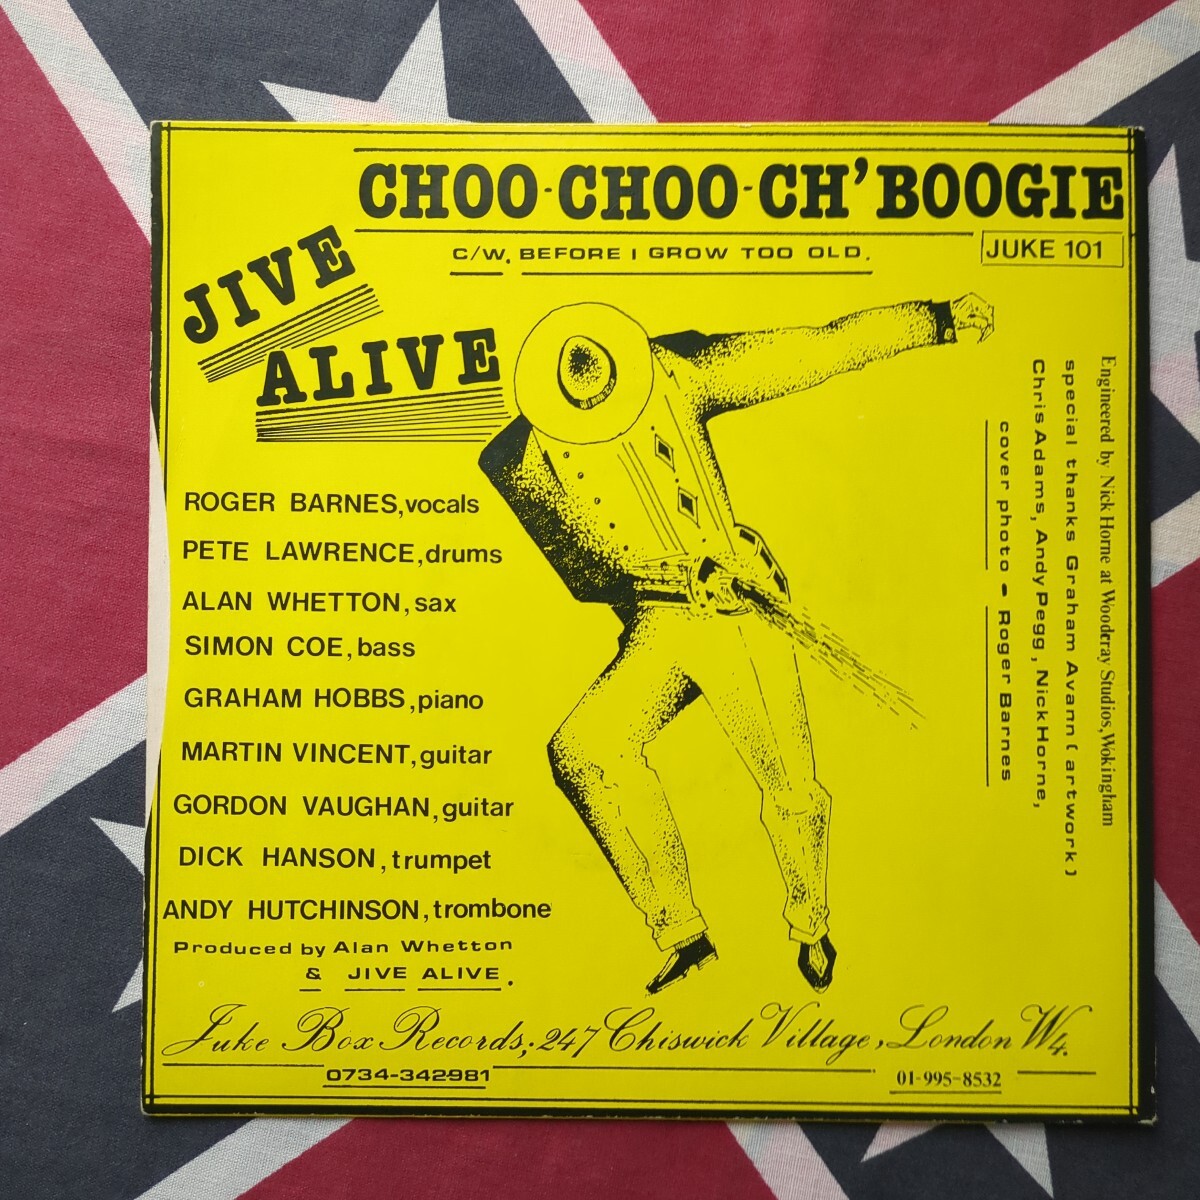 CHOO-CHOO-CH'BOOGIE
C/W. BEFORE I GROW TOO OLD.
JUKE 101
JIVE
ALIVE
ROGER BARNES,vocals
PETE LAWRENCE,drums
ALAN WHETTON,sax
SIMON COE,bass
GRAHAM HOBBS,piano
MARTIN VINCENT,guitar
GORDON VAUGHAN,guitar
DICK HANSON,trumpet
ANDY HUTCHINSON,trombone
Produced by Alan Whetton
& JIVE ALIVE.
Engineered by Nick Horne at Wooderay Studios,Wokingham
special thanks Graham Avann (artwork)
Chris Adams, Andy Pegg, Nick Horne,
cover photo - Roger Barnes
Juke Box Records, 247 Chiswick Village, London W4.
0734-342981
01-995-8532